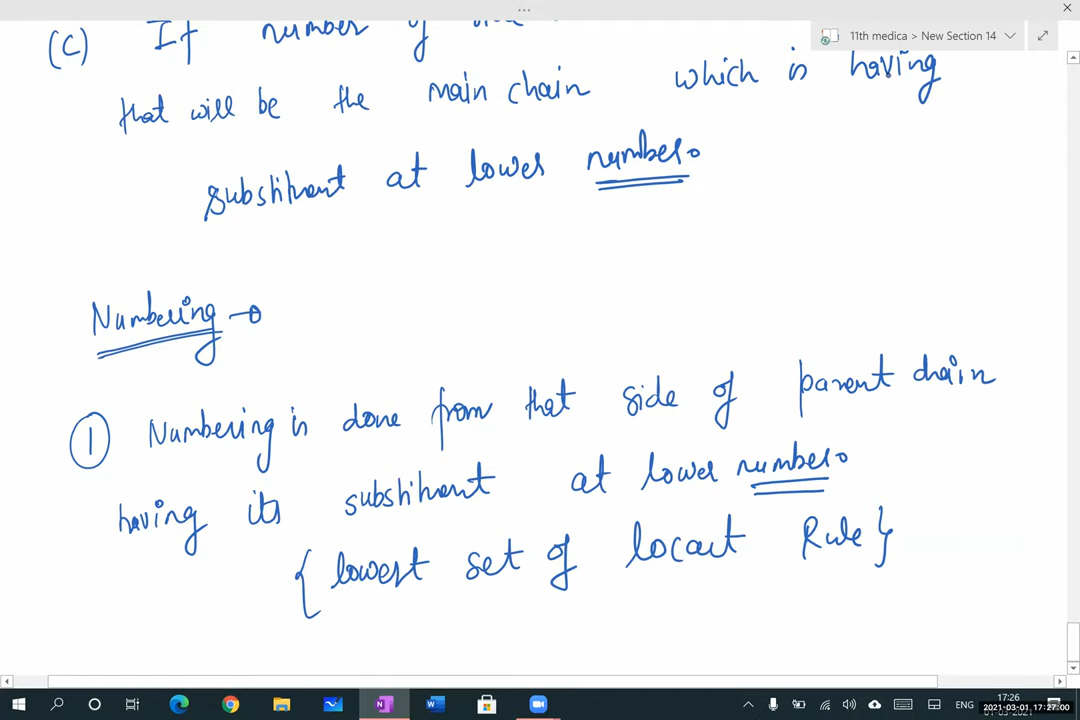 11th medica > New Section 14
(C) If number of
that will be the main chain which is having
substituent at lower number.
Numbering →
① Numbering is done from that side of parent chain
having its substituent at lower number.
{ lowest set of locant Rule }
ENG
17:26
2021-03-01 17:27:00